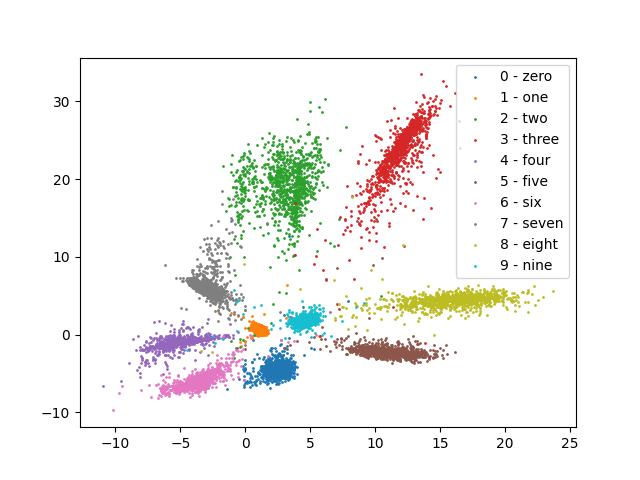 30
20
10
0
−10
−10
−5
0
5
10
15
20
25
0 - zero
1 - one
2 - two
3 - three
4 - four
5 - five
6 - six
7 - seven
8 - eight
9 - nine